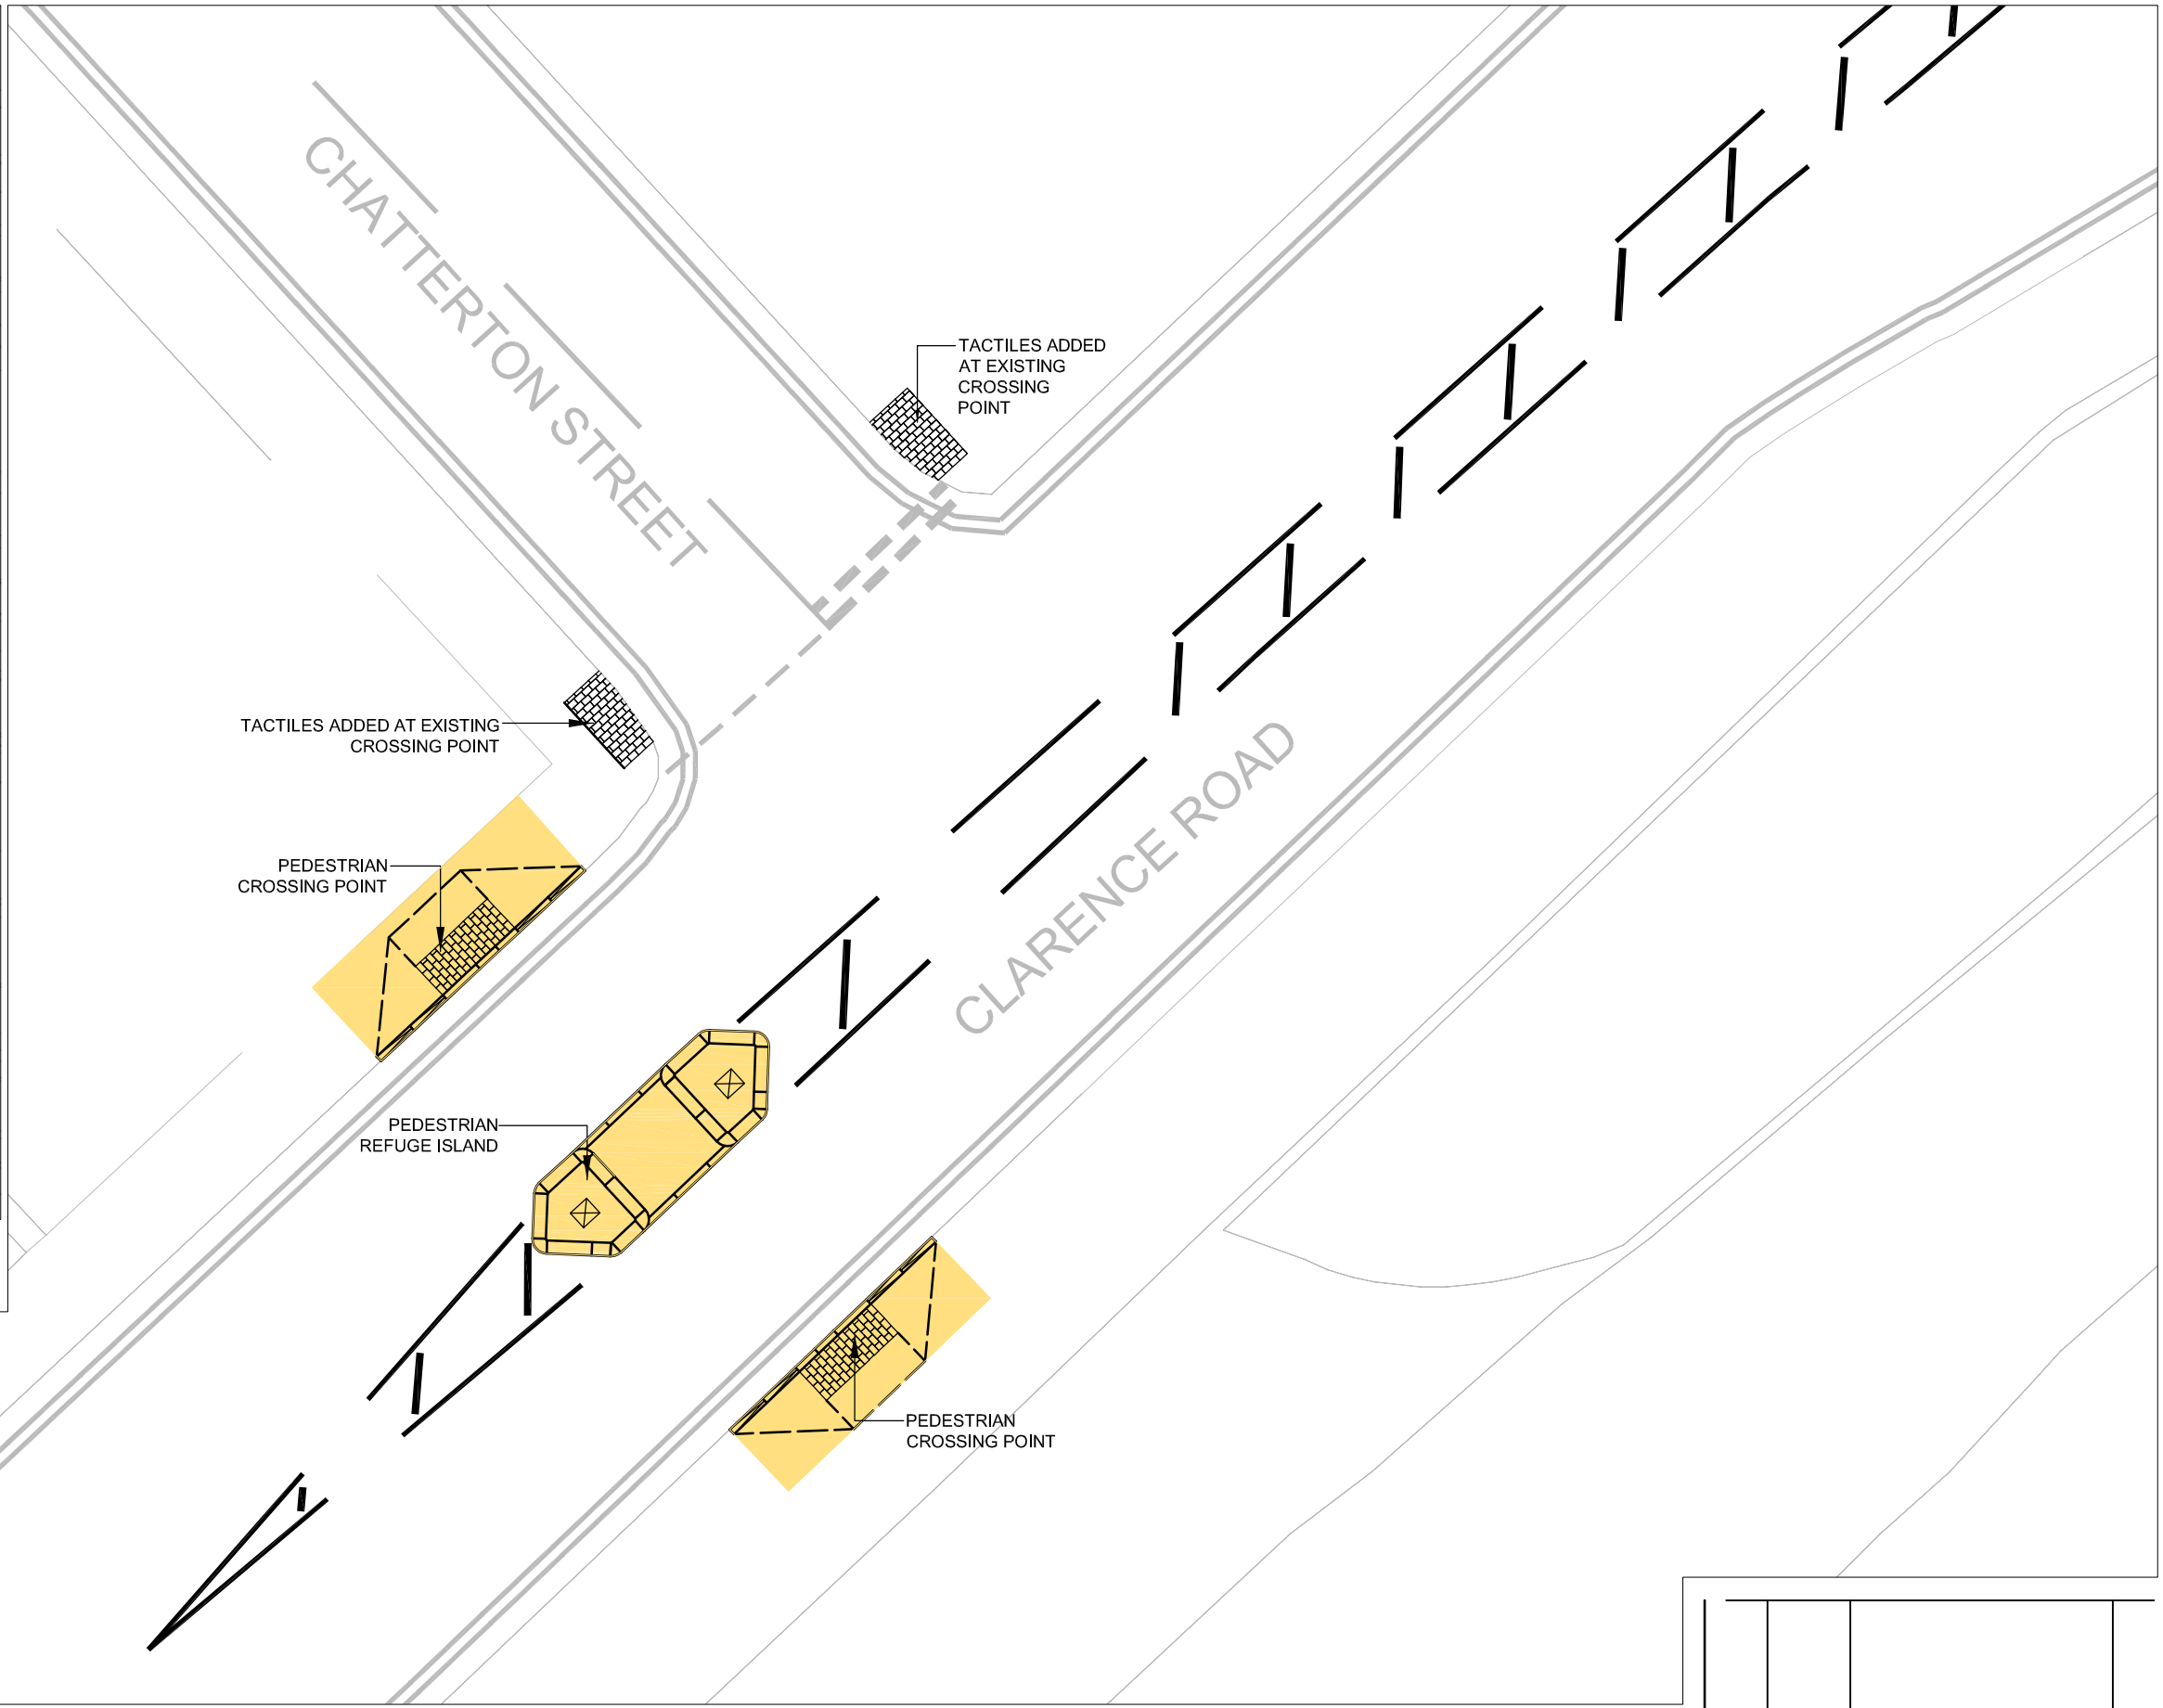 CHATTERTON STREET
TACTILES ADDED
AT EXISTING
CROSSING
POINT
TACTILES ADDED AT EXISTING
CROSSING POINT
CLARENCE ROAD
PEDESTRIAN
CROSSING POINT
PEDESTRIAN
REFUGE ISLAND
PEDESTRIAN
CROSSING POINT